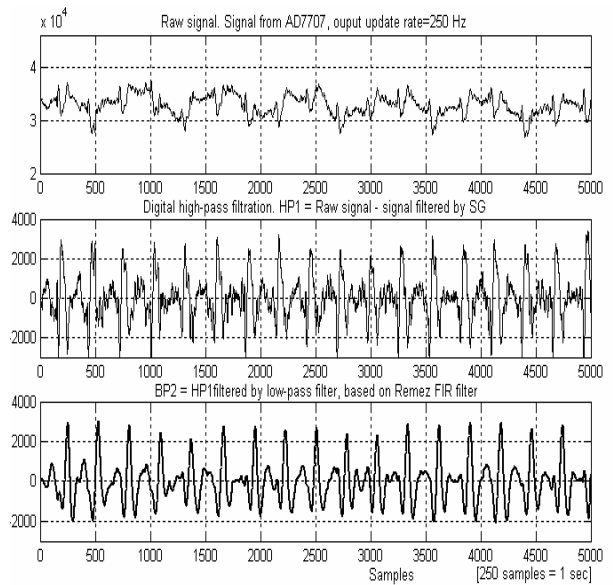 x 10⁴
Raw signal. Signal from AD7707, ouput update rate=250 Hz
4
3
2
0 500 1000 1500 2000 2500 3000 3500 4000 4500 5000
Digital high-pass filtration. HP1 = Raw signal - signal filtered by SG
4000
2000
0
-2000
0 500 1000 1500 2000 2500 3000 3500 4000 4500 5000
BP2 = HP1filtered by low-pass filter, based on Remez FIR filter
4000
2000
0
-2000
0 500 1000 1500 2000 2500 3000 3500 4000 4500 5000
Samples [250 samples = 1 sec]